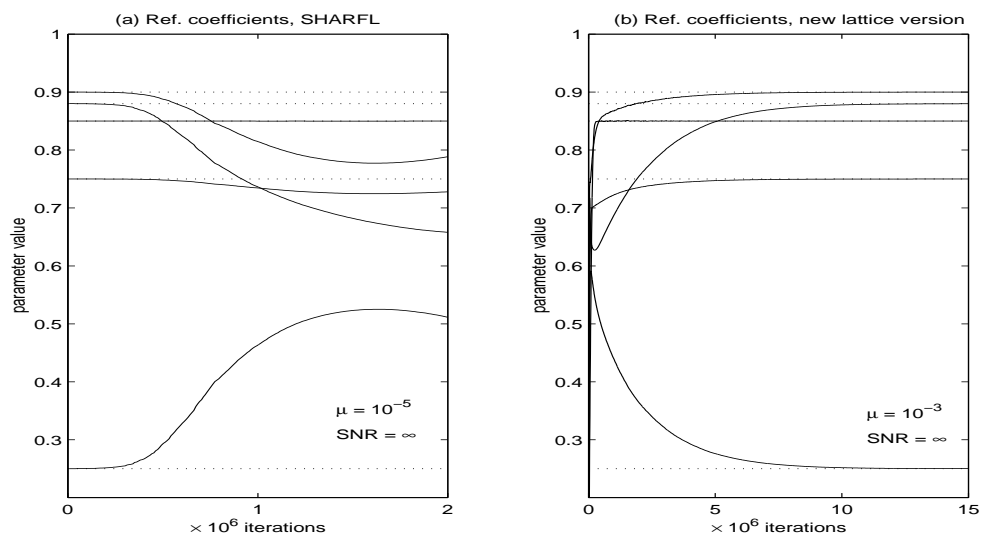 (a) Ref. coefficients, SHARFL
1
0.9
0.8
0.7
0.6
0.5
0.4
0.3
parameter value
μ = 10⁻⁵
SNR = ∞
0
1
2
× 10⁶ iterations
(b) Ref. coefficients, new lattice version
1
0.9
0.8
0.7
0.6
0.5
0.4
0.3
parameter value
μ = 10⁻³
SNR = ∞
0
5
10
15
× 10⁶ iterations